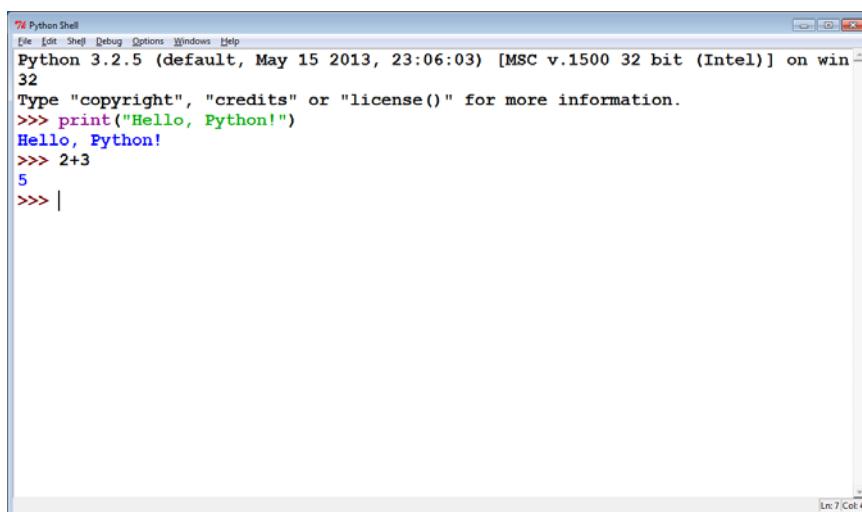 Python Shell
File Edit Shell Debug Options Windows Help
Python 3.2.5 (default, May 15 2013, 23:06:03) [MSC v.1500 32 bit (Intel)] on win
32
Type "copyright", "credits" or "license()" for more information.
>>> print("Hello, Python!")
Hello, Python!
>>> 2+3
5
>>>
Ln: 7 Col: 4